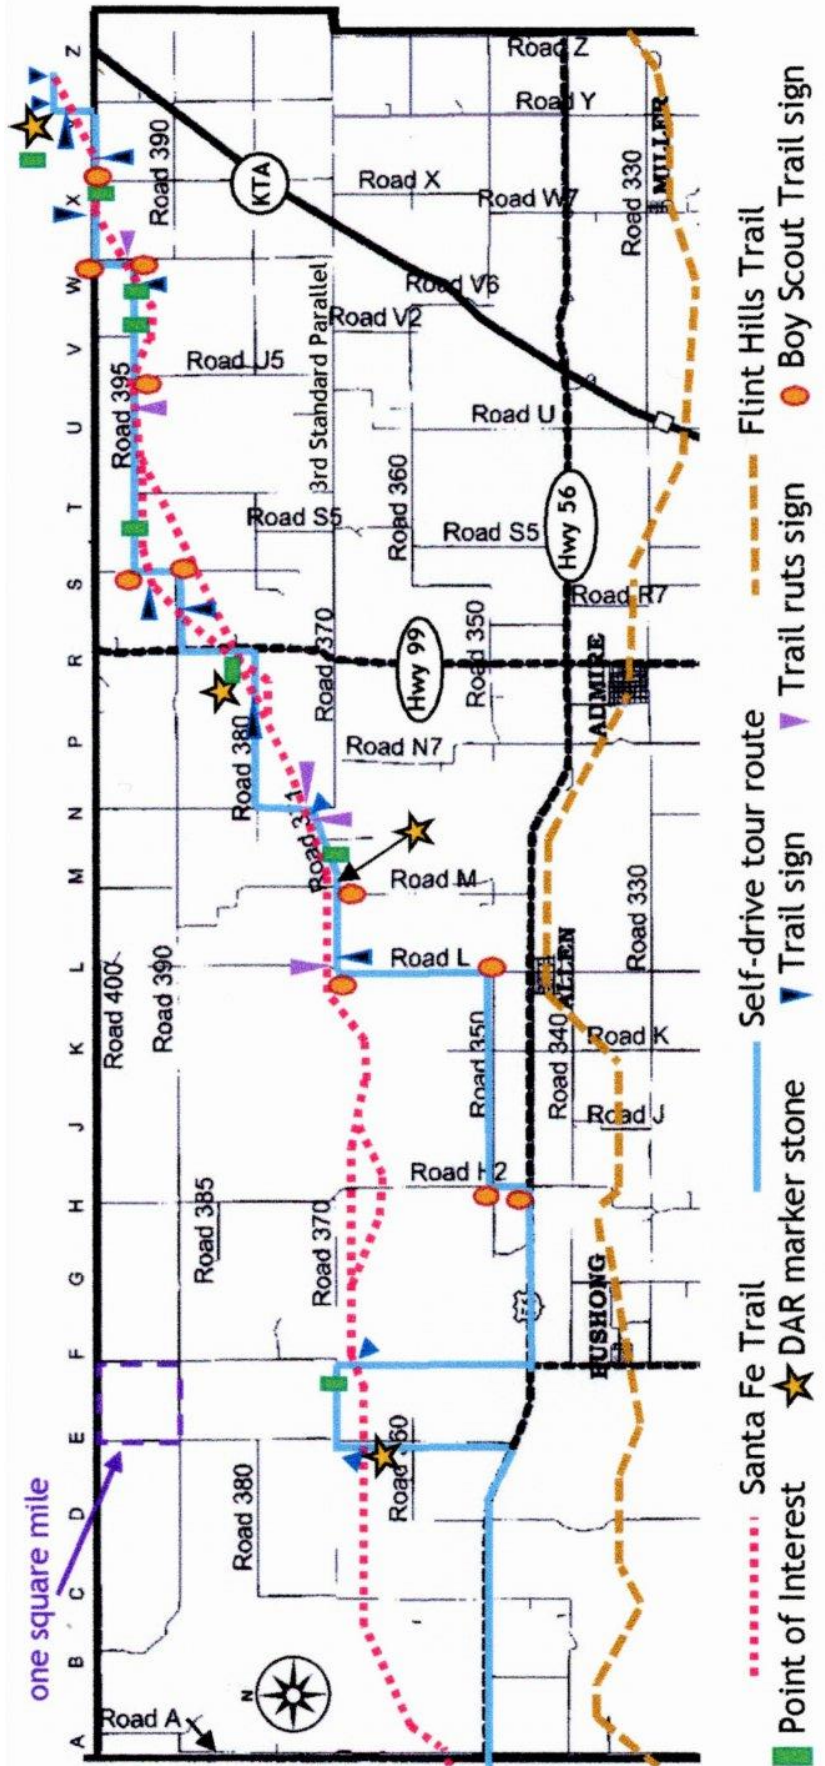 one square mile
A B C D E F G H J K L M N P R S T U V W X Z
Road A
Road 400
Road 390
Road 390
Road 395
Road 385
Road 380
Road 380
Road J5
Road S5
KTA
3rd Standard Parallel
Road 370
Road 370
Road V2
Road X
Road N7
Road M
Road L
Road 360
Road V6
Hwy 99
Road H2
Road 350
Road 350
Road U
Road S5
Road W7
Road Y
Road Z
Hwy 56
Road 340
Road K
Road J
Road R7
BUSHONG
ALLEN
ADMIRE
MILLER
Road 330
Road 330
Santa Fe Trail
Self-drive tour route
Flint Hills Trail
Point of Interest
DAR marker stone
Trail sign
Trail ruts sign
Boy Scout Trail sign
N